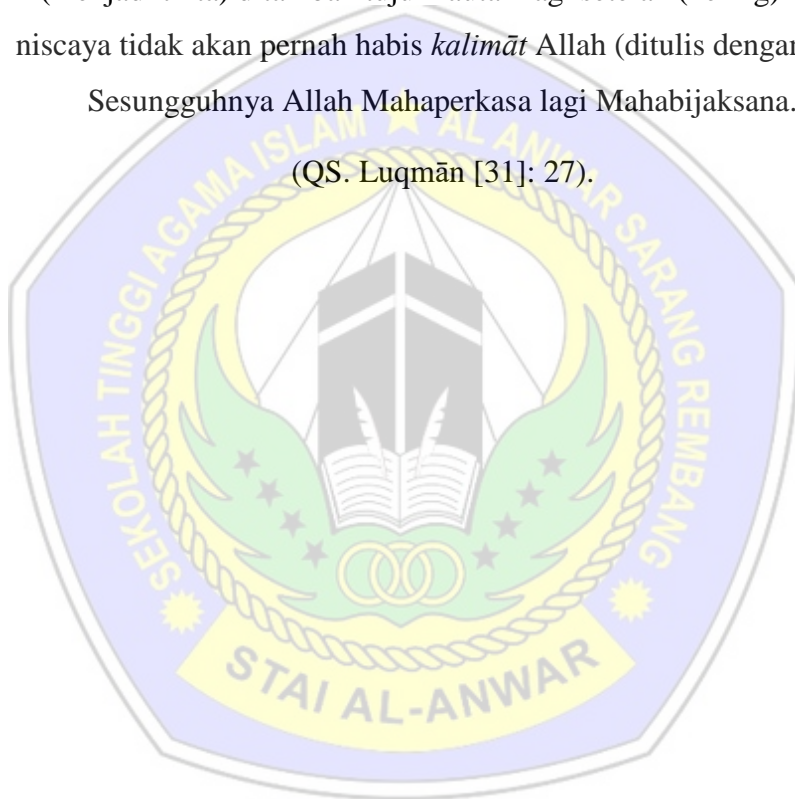 niscaya tidak akan pernah habis kalimāt Allah (ditulis dengan
Sesungguhnya Allah Mahaperkasa lagi Mahabijaksana.
(QS. Luqmān [31]: 27).
SEKOLAH TINGGI AGAMA ISLAM AL ANWAR SARANG REMBANG
STAI AL-ANWAR